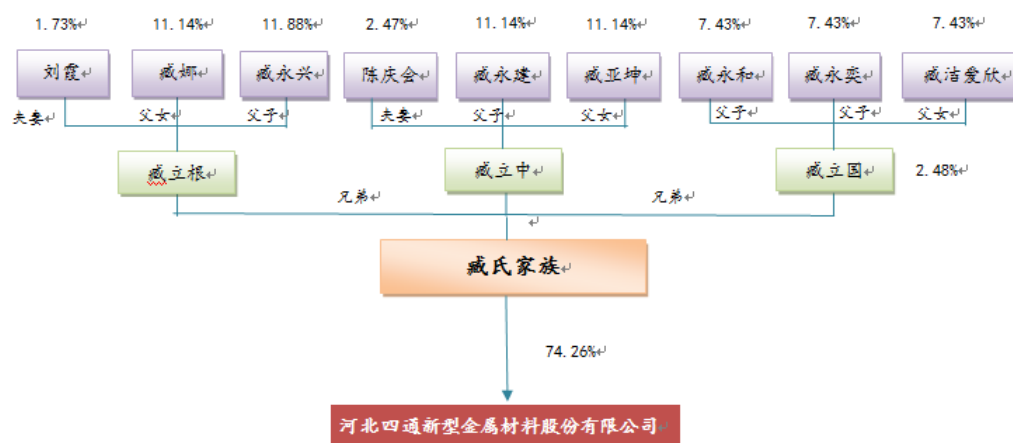 1.73% 11.14% 11.88% 2.47% 11.14% 11.14% 7.43% 7.43% 7.43%
刘霞 臧娜 臧永兴 陈庆会 臧永建 臧亚坤 臧永和 臧永奕 臧洁爱欣
夫妻 父女 父子 夫妻 父子 父女 父子 父子 父女
臧立根 臧立中 臧立国 2.48%
兄弟 兄弟
臧氏家族
74.26%
河北四通新型金属材料股份有限公司